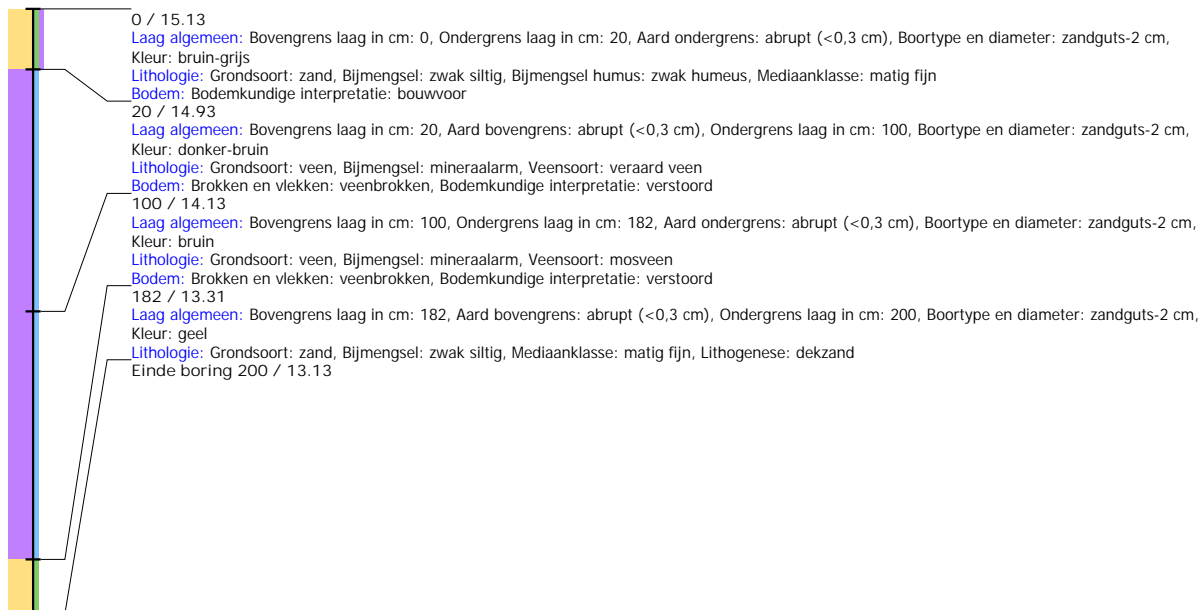 0 / 15.13
Laag algemeen: Bovengrens laag in cm: 0, Ondergrens laag in cm: 20, Aard ondergrens: abrupt (<0,3 cm), Boortype en diameter: zandguts-2 cm,
Kleur: bruin-grijs
Lithologie: Grondsoort: zand, Bijmengsel: zwak siltig, Bijmengsel humus: zwak humeus, Mediaanklasse: matig fijn
Bodem: Bodemkundige interpretatie: bouwvoor
20 / 14.93
Laag algemeen: Bovengrens laag in cm: 20, Aard bovengrens: abrupt (<0,3 cm), Ondergrens laag in cm: 100, Boortype en diameter: zandguts-2 cm,
Kleur: donker-bruin
Lithologie: Grondsoort: veen, Bijmengsel: mineraalarm, Veensoort: veraard veen
Bodem: Brokken en vlekken: veenbrokken, Bodemkundige interpretatie: verstoord
100 / 14.13
Laag algemeen: Bovengrens laag in cm: 100, Ondergrens laag in cm: 182, Aard ondergrens: abrupt (<0,3 cm), Boortype en diameter: zandguts-2 cm,
Kleur: bruin
Lithologie: Grondsoort: veen, Bijmengsel: mineraalarm, Veensoort: mosveen
Bodem: Brokken en vlekken: veenbrokken, Bodemkundige interpretatie: verstoord
182 / 13.31
Laag algemeen: Bovengrens laag in cm: 182, Aard bovengrens: abrupt (<0,3 cm), Ondergrens laag in cm: 200, Boortype en diameter: zandguts-2 cm,
Kleur: geel
Lithologie: Grondsoort: zand, Bijmengsel: zwak siltig, Mediaanklasse: matig fijn, Lithogenese: dekzand
Einde boring 200 / 13.13